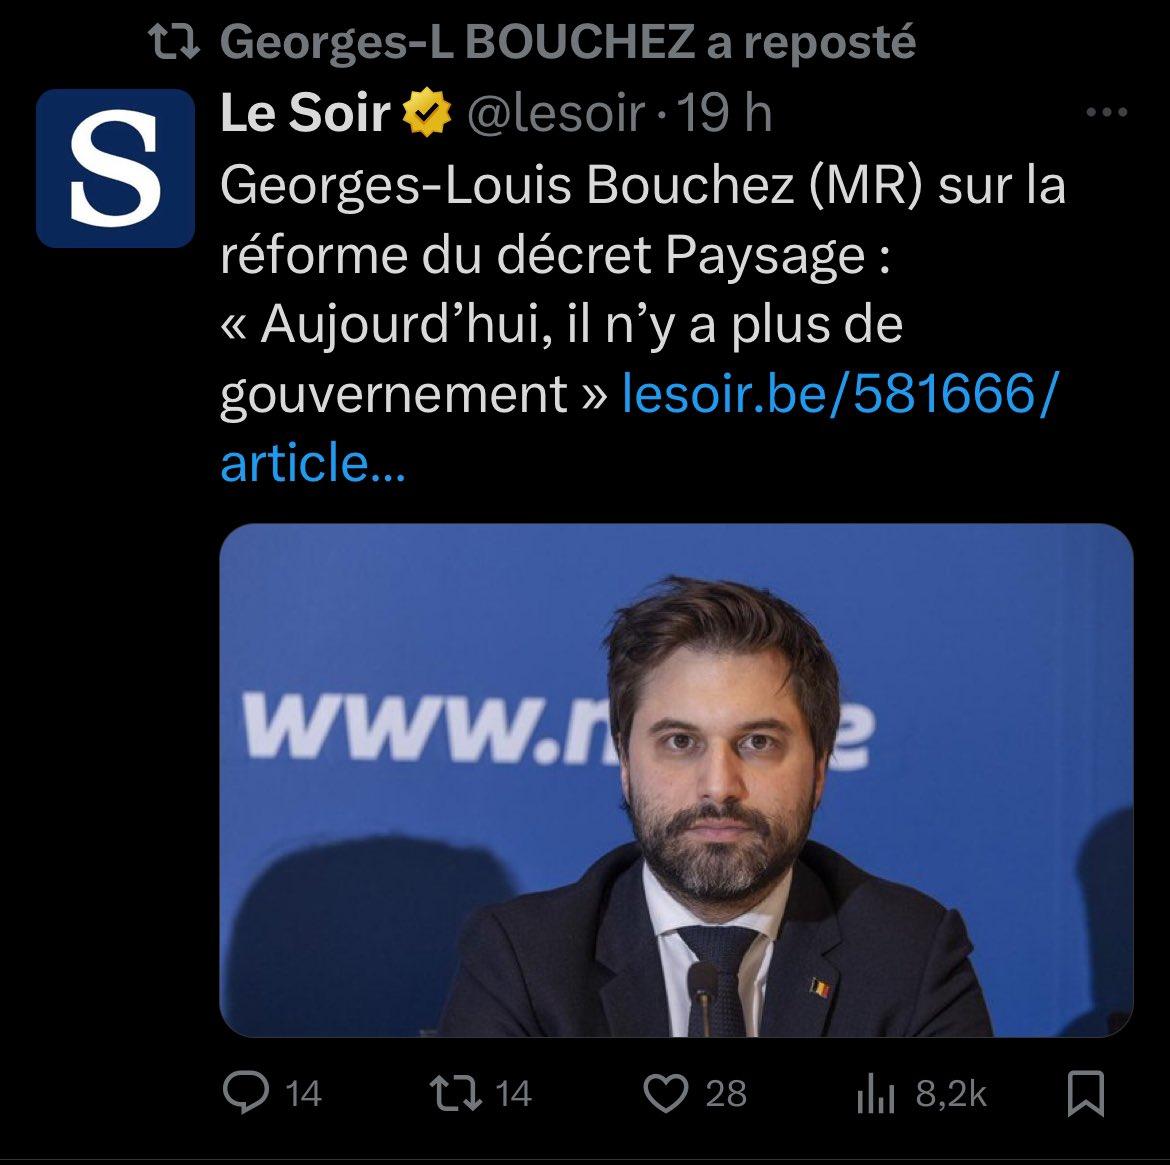 Georges-L BOUCHEZ a reposté
S
Le Soir @lesoir · 19 h
Georges-Louis Bouchez (MR) sur la
réforme du décret Paysage :
« Aujourd’hui, il n’y a plus de
gouvernement » lesoir.be/581666/
article…
www.m
e
14 14 28 8,2k